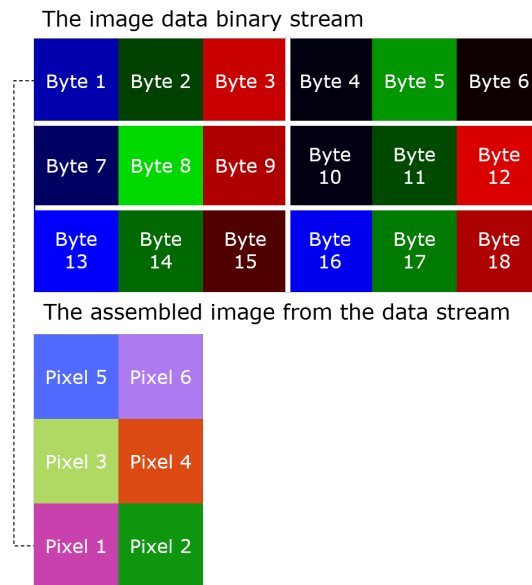 The image data binary stream
Byte 1 Byte 2 Byte 3 Byte 4 Byte 5 Byte 6
Byte 7 Byte 8 Byte 9 Byte 10 Byte 11 Byte 12
Byte 13 Byte 14 Byte 15 Byte 16 Byte 17 Byte 18
The assembled image from the data stream
Pixel 5 Pixel 6
Pixel 3 Pixel 4
Pixel 1 Pixel 2